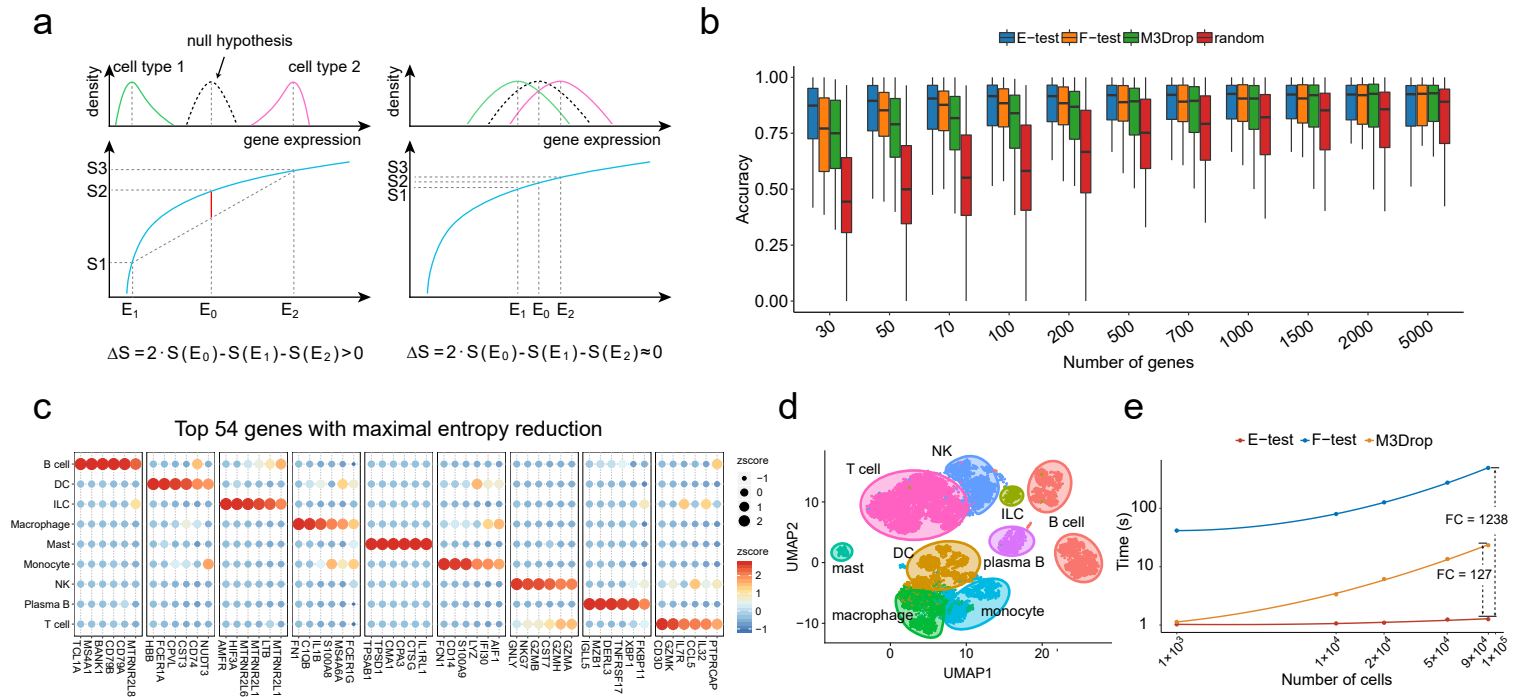 a
null hypothesis
cell type 1
cell type 2
density
gene expression
S3
S2
S1
E1
E0
E2
ΔS=2·S(E0)-S(E1)-S(E2)>0
density
gene expression
S3
S2
S1
E1 E0 E2
ΔS=2·S(E0)-S(E1)-S(E2)≈0
b
E-test F-test M3Drop random
Accuracy
1.00
0.75
0.50
0.25
0.00
30 50 70 100 200 500 700 1000 1500 2000 5000
Number of genes
c
Top 54 genes with maximal entropy reduction
B cell
DC
ILC
Macrophage
Mast
Monocyte
NK
Plasma B
T cell
TCL1A
MS4A1
BANK1
CD79B
CD79A
MTRNR2L8
HBB
FCER1A
CLVL
CST3
CD74
NUDT3
AMFR
HIF3A
MTRNR2L6
MTRNR2L1
LTB
MTRNR2L1
FN1
C1QB
IL1B
S100A8
MS4A6A
FCER1G
TPSAB1
TPSD1
CMA1
CPA3
CTSG
IL1RL1
FCN1
CD14
S100A9
LYZ
IFI30
AIF1
GNLY
NKG7
GZMB
CST7
GZMH
GZMA
IGLL5
MZB1
DERL3
TNFRSF17
XBP1
FKBP11
CD3D
GZMK
IL7R
CCL5
IL32
PTPRCAP
zscore
−1
0
1
2
zscore
2
1
0
−1
d
UMAP2
10
0
−10
T cell
NK
ILC
B cell
DC
plasma B
mast
macrophage
monocyte
0 10 20
UMAP1
e
E-test F-test M3Drop
Time (s)
100
10
1
FC = 1238
FC = 127
1×10³ 1×10⁴ 2×10⁴ 5×10⁴ 9×10⁴ 1×10⁵
Number of cells